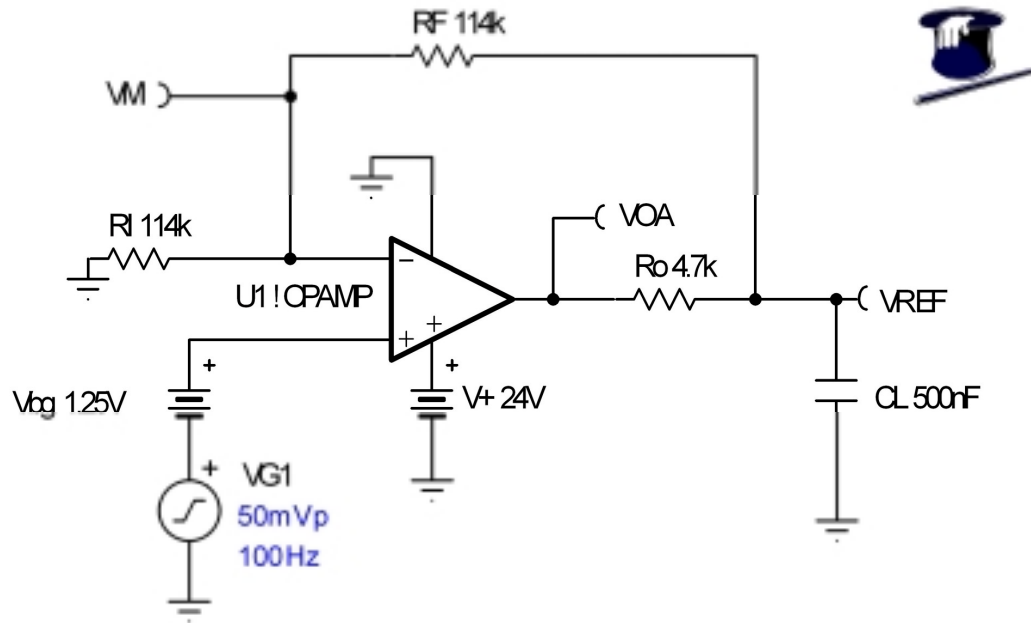 RF 114k
VM
RI 114k
VOA
Ro 4.7k
U1 ! OPAMP
VREF
Vbg 1.25V
V+ 24V
CL 500nF
VG1
50mVp
100Hz